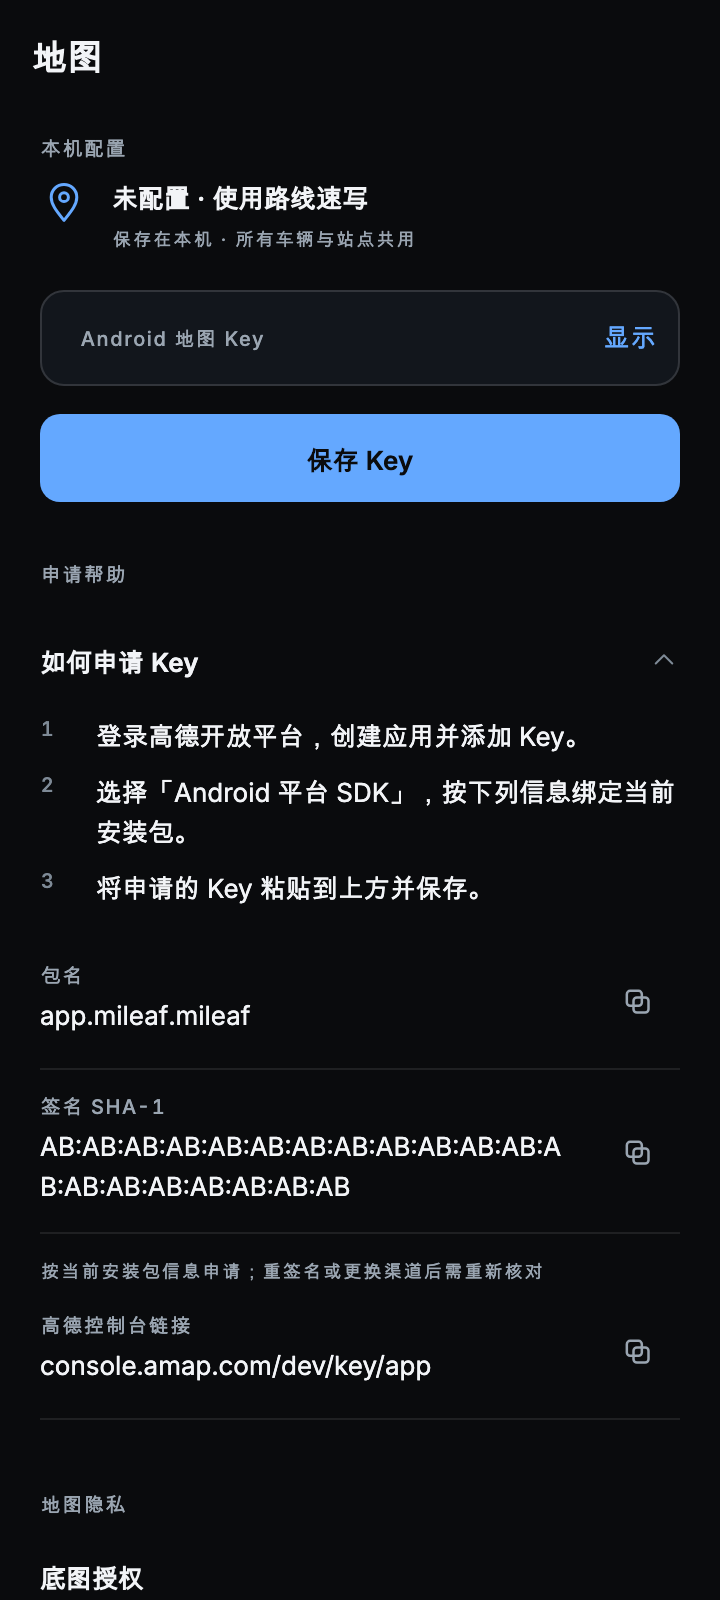 地图
本机配置
未配置 · 使用路线速写
保存在本机 · 所有车辆与站点共用
Android 地图 Key
显示
保存 Key
申请帮助
如何申请 Key
1 登录高德开放平台，创建应用并添加 Key。
2 选择「Android 平台 SDK」，按下列信息绑定当前
安装包。
3 将申请的 Key 粘贴到上方并保存。
包名
app.mileaf.mileaf
签名 SHA-1
AB:AB:AB:AB:AB:AB:AB:AB:AB:AB:AB:AB:A
B:AB:AB:AB:AB:AB:AB:AB
按当前安装包信息申请；重签名或更换渠道后需重新核对
高德控制台链接
console.amap.com/dev/key/app
地图隐私
底图授权